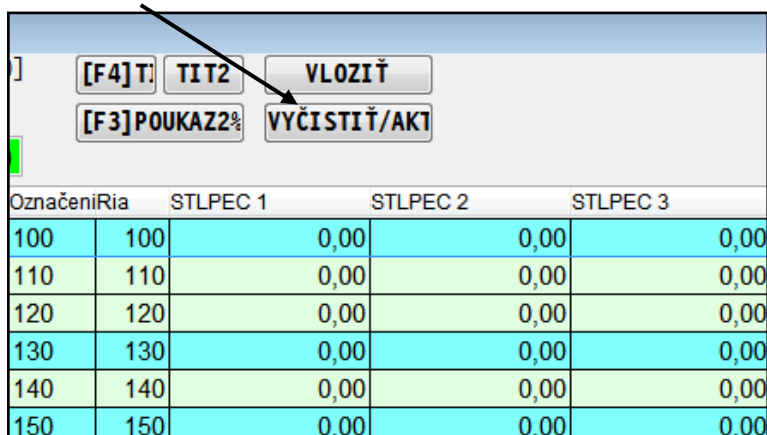 ] [F4]T TIT2 VLOZIŤ
[F3]POUKAZ2% VYČISTIŤ/AKT
OznačeniRia STLPEC 1 STLPEC 2 STLPEC 3
100 100 0,00 0,00 0,00
110 110 0,00 0,00 0,00
120 120 0,00 0,00 0,00
130 130 0,00 0,00 0,00
140 140 0,00 0,00 0,00
150 150 0,00 0,00 0,00